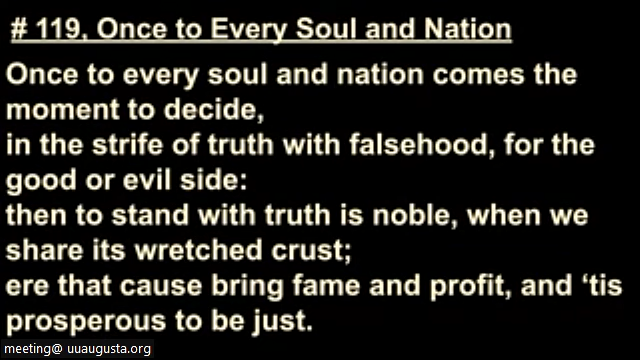 # 119, Once to Every Soul and Nation
Once to every soul and nation comes the
moment to decide,
in the strife of truth with falsehood, for the
good or evil side:
then to stand with truth is noble, when we
share its wretched crust;
ere that cause bring fame and profit, and ‘tis
prosperous to be just.
meeting@ uuaugusta.org